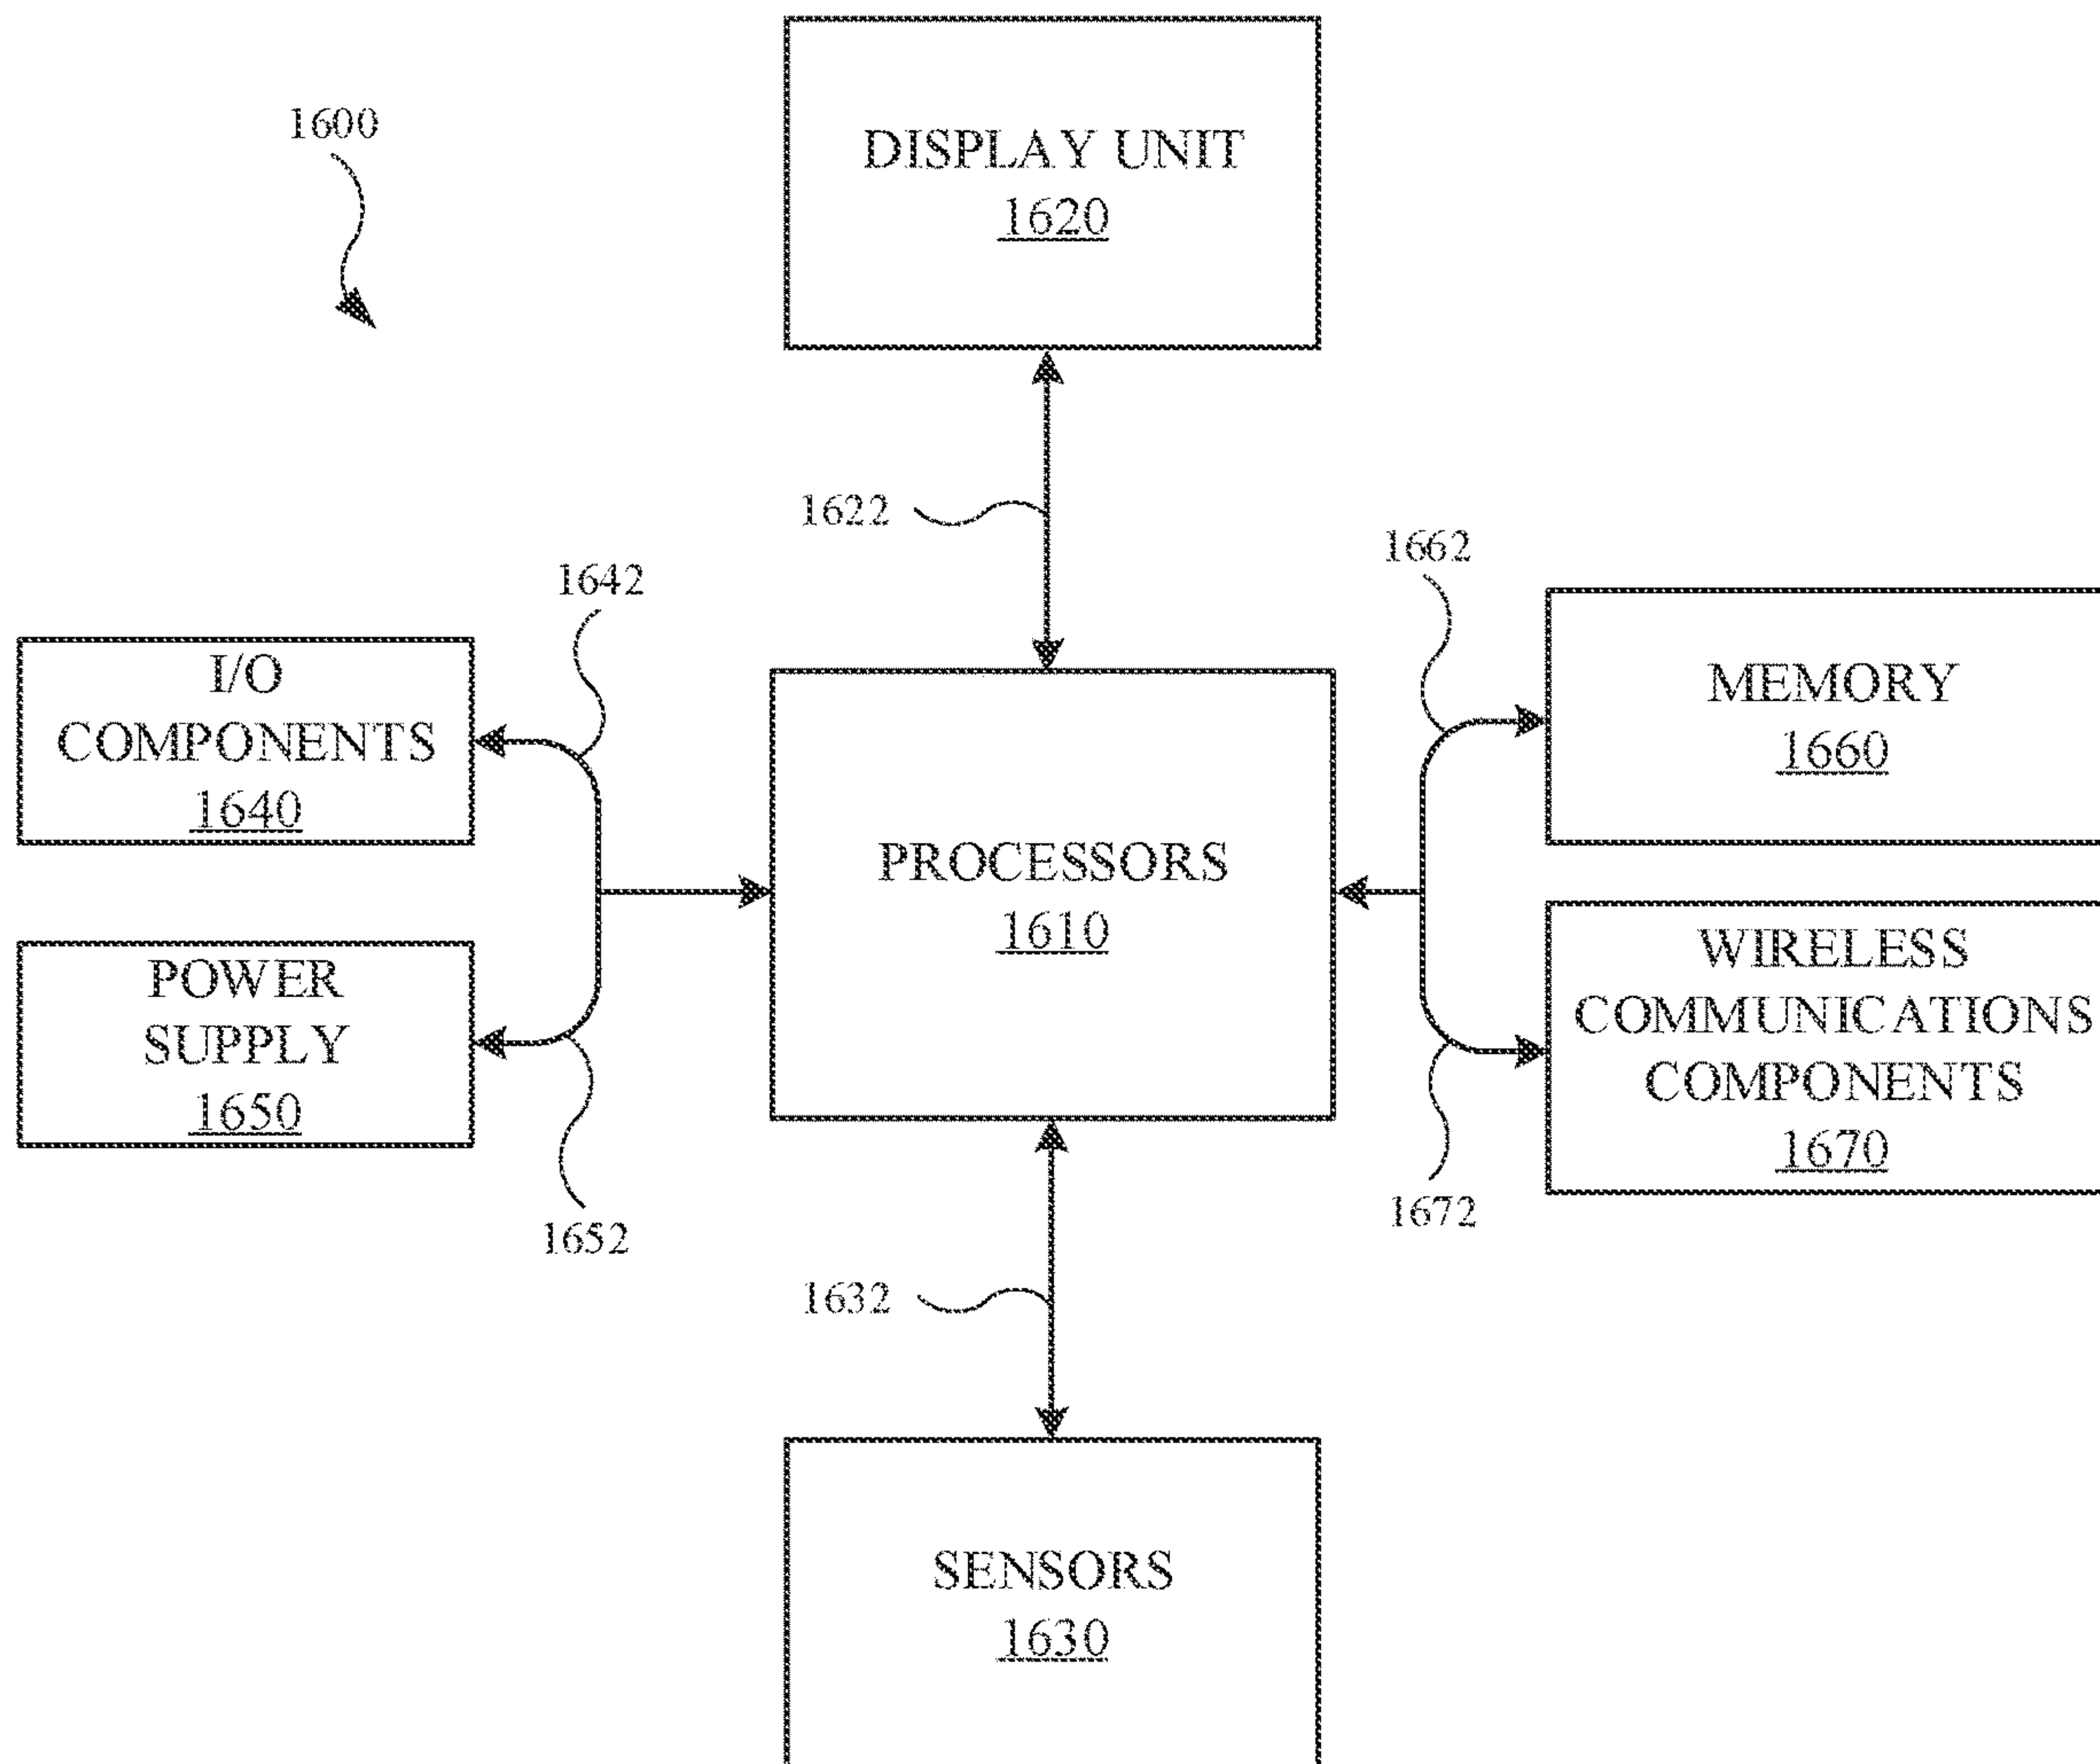 1600
DISPLAY UNIT
1620
1622
1642
1662
I/O
COMPONENTS
1640
MEMORY
1660
PROCESSORS
1610
POWER
SUPPLY
1650
WIRELESS
COMMUNICATIONS
COMPONENTS
1670
1652
1672
1632
SENSORS
1630